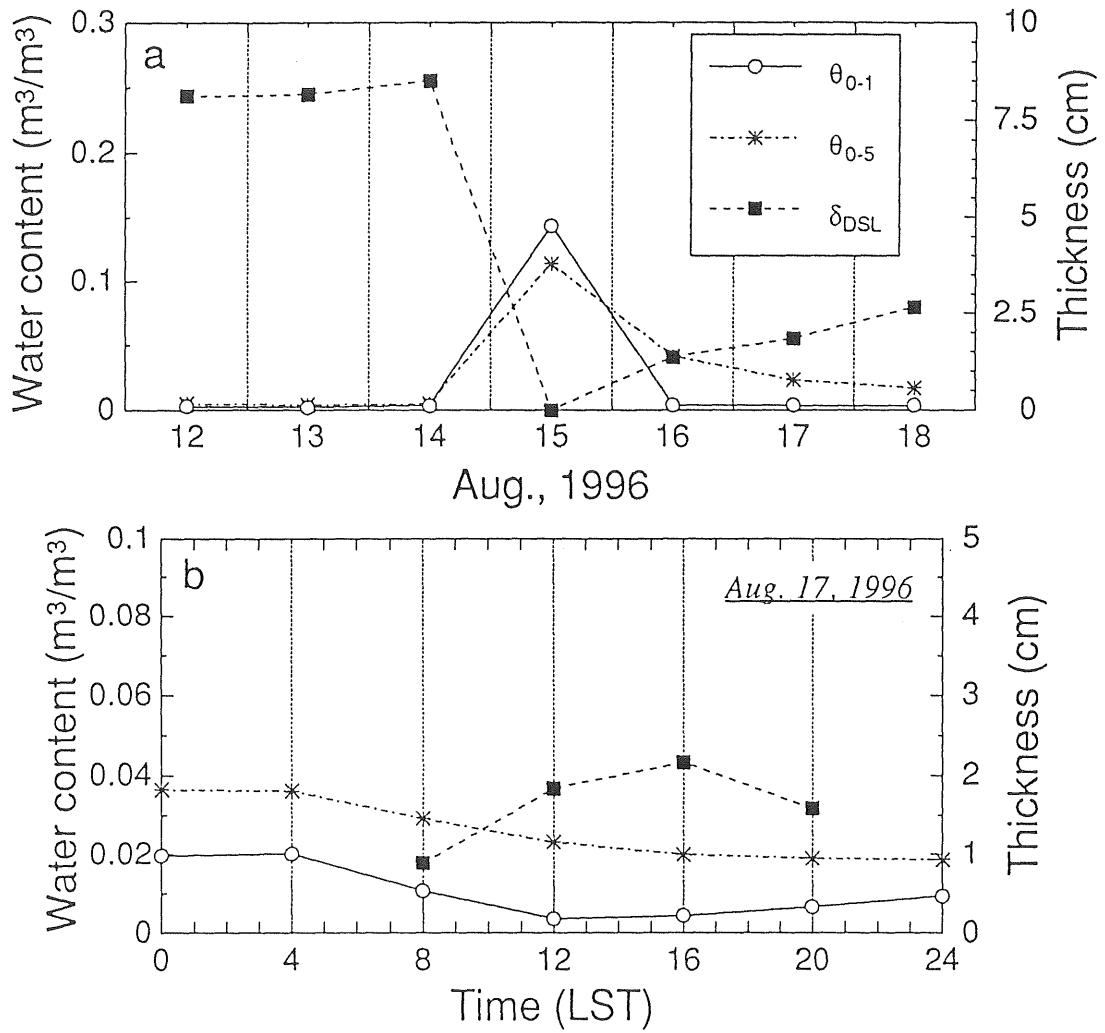 a
Water content (m³/m³)
0.3
0.2
0.1
0
10
7.5
5
2.5
0
Thickness (cm)
θ0-1
θ0-5
δDSL
12 13 14 15 16 17 18
Aug., 1996
b
Aug. 17, 1996
Water content (m³/m³)
0.1
0.08
0.06
0.04
0.02
0
5
4
3
2
1
0
Thickness (cm)
0 4 8 12 16 20 24
Time (LST)